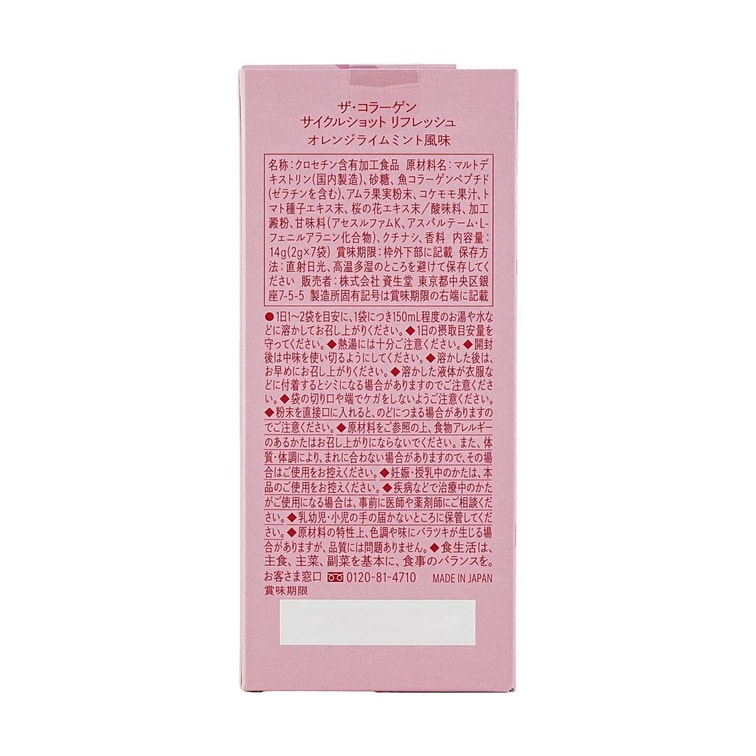 ザ・コラーゲン
サイクルショット リフレッシュ
オレンジライムミント風味
名称:クロセチン含有加工食品 原材料名:マルトデ
キストリン(国内製造)、砂糖、魚コラーゲンペプチド
(ゼラチンを含む)、アムラ果実粉末、コケモモ果汁、ト
マト種子エキス末、桜の花エキス末/酸味料、加工
澱粉、甘味料(アセスルファムK、アスパルテーム・L-
フェニルアラニン化合物)、クチナシ、香料 内容量:
14g(2g×7袋) 賞味期限:枠外下部に記載 保存方
法:直射日光、高温多湿のところを避けて保存してく
ださい 販売者:株式会社 資生堂 東京都中央区銀
座7-5-5 製造所固有記号は賞味期限の右端に記載
●1日1~2袋を目安に、1袋につき150mL程度のお湯や水な
どに溶かしてお召し上がりください。◆1日の摂取目安量を
守ってください。◆熱湯には十分ご注意ください。◆開封
後は中味を使い切るようにしてください。◆溶かした後は、
お早めにお召し上がりください。◆溶かした液体が衣服な
どに付着するとシミになる場合がありますのでご注意くださ
い。◆袋の切り口や端でケガをしないようご注意ください。
◆粉末を直接口に入れると、のどにつまる場合がありますの
でご注意ください。◆原材料をご参照の上、食物アレルギー
のあるかたはお召し上がりにならないでください。また、体
質・体調により、まれに合わない場合がありますので、その場
合はご使用をお控えください。◆妊娠・授乳中のかたは、本
品のご使用をお控えください。◆疾病などで治療中のかた
がご使用になる場合は、事前に医師や薬剤師にご相談くだ
さい。◆乳幼児・小児の手の届かないところに保管してくだ
さい。◆原材料の特性上、色調や味にバラツキが生じる場
合がありますが、品質には問題ありません。◆食生活は、
主食、主菜、副菜を基本に、食事のバランスを。
お客さま窓口 0120-81-4710 MADE IN JAPAN
賞味期限